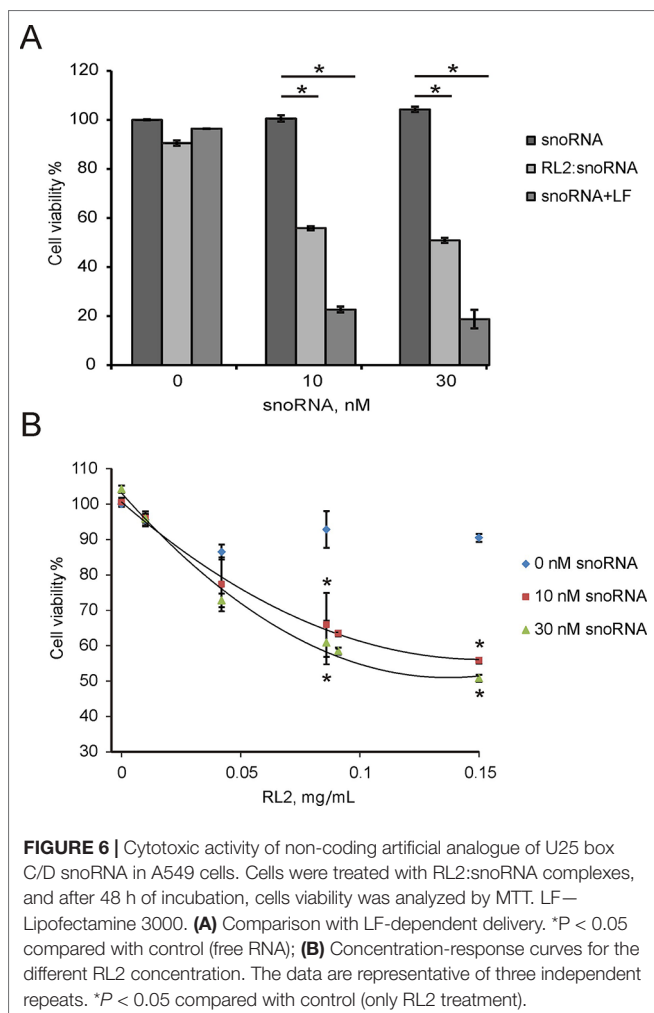 A
120
100
80
60
40
20
0
Cell viability %
* *
* *
0 10 30
snoRNA, nM
snoRNA
RL2:snoRNA
snoRNA+LF
B
110
100
90
80
70
60
50
40
30
Cell viability %
*
*
*
*
0 0.05 0.1 0.15
RL2, mg/mL
0 nM snoRNA
10 nM snoRNA
30 nM snoRNA
FIGURE 6 | Cytotoxic activity of non-coding artificial analogue of U25 box
C/D snoRNA in A549 cells. Cells were treated with RL2:snoRNA complexes,
and after 48 h of incubation, cells viability was analyzed by MTT. LF—
Lipofectamine 3000. (A) Comparison with LF-dependent delivery. *P < 0.05
compared with control (free RNA); (B) Concentration-response curves for the
different RL2 concentration. The data are representative of three independent
repeats. *P < 0.05 compared with control (only RL2 treatment).